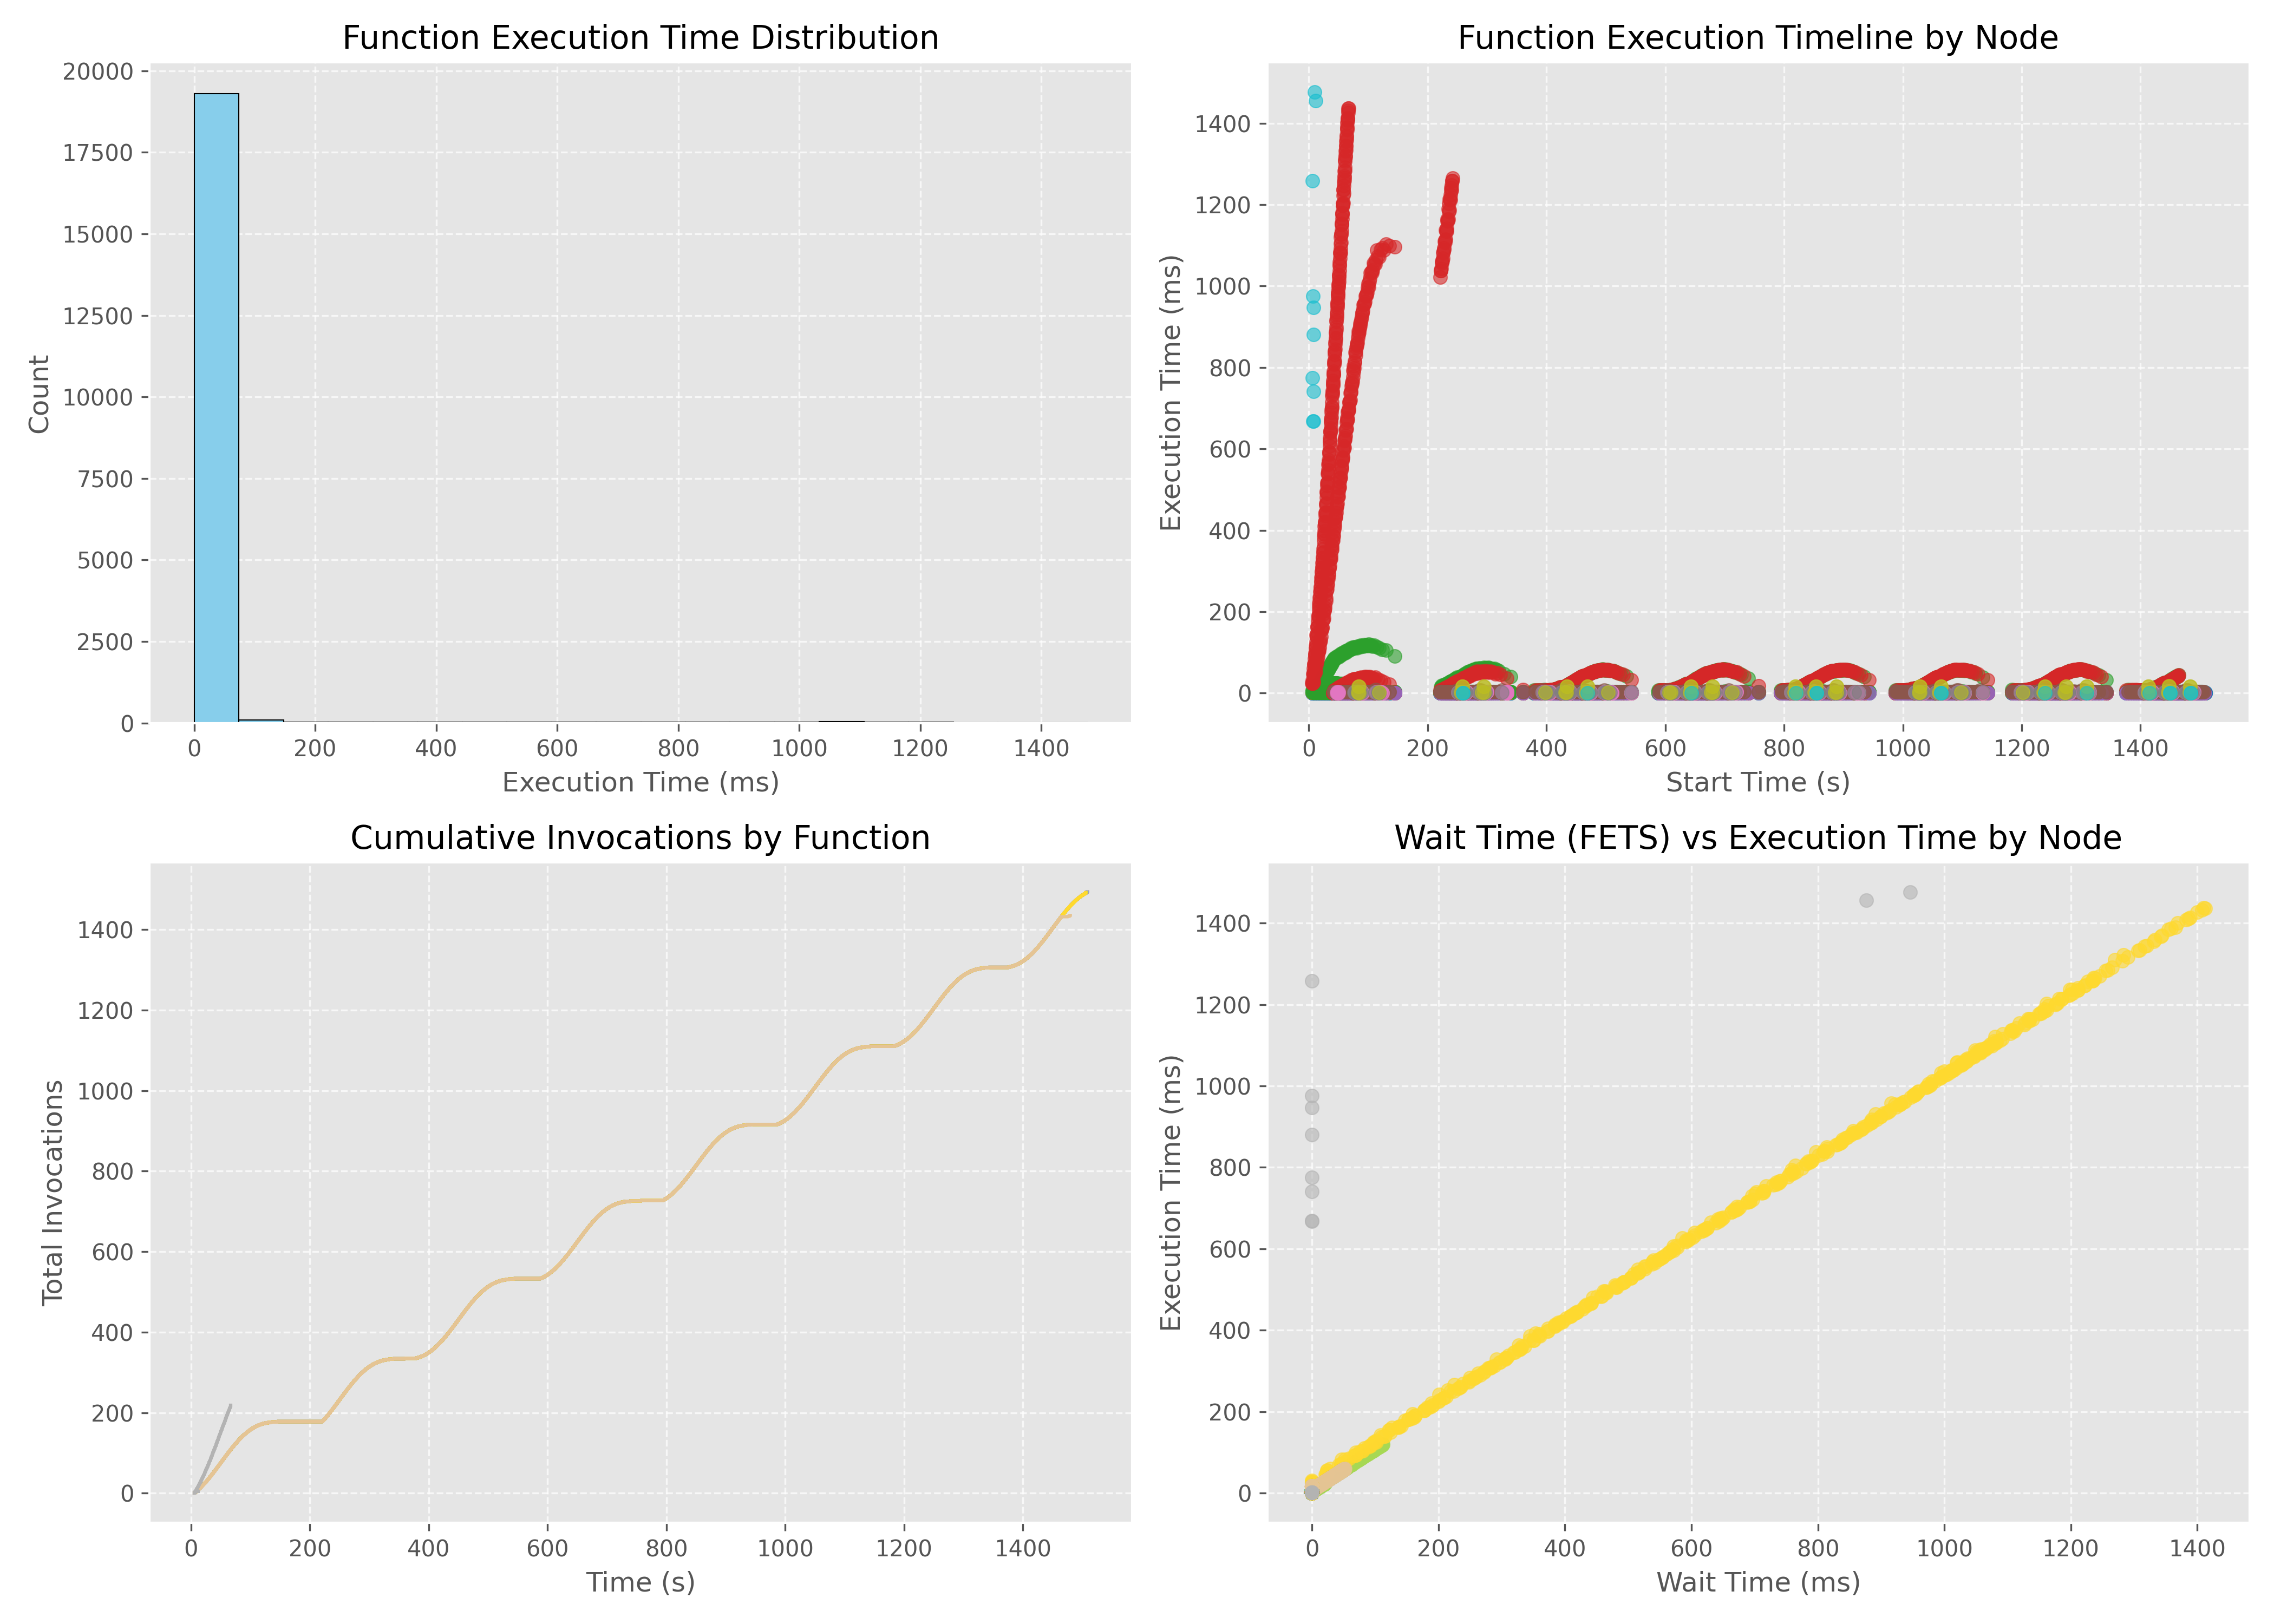 Function Execution Time Distribution
20000
17500
15000
12500
10000
7500
5000
2500
0
Count
0 200 400 600 800 1000 1200 1400
Execution Time (ms)
Function Execution Timeline by Node
1400
1200
1000
800
600
400
200
0
Execution Time (ms)
0 200 400 600 800 1000 1200 1400
Start Time (s)
Cumulative Invocations by Function
1400
1200
1000
800
600
400
200
0
Total Invocations
0 200 400 600 800 1000 1200 1400
Time (s)
Wait Time (FETS) vs Execution Time by Node
1400
1200
1000
800
600
400
200
0
Execution Time (ms)
0 200 400 600 800 1000 1200 1400
Wait Time (ms)